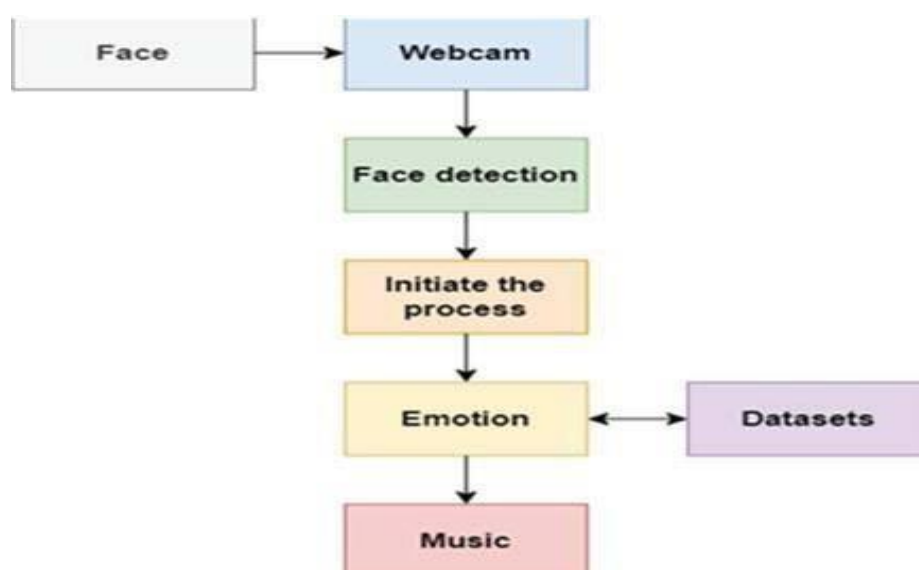 Face
Webcam
Face detection
Initiate the
process
Emotion
Datasets
Music